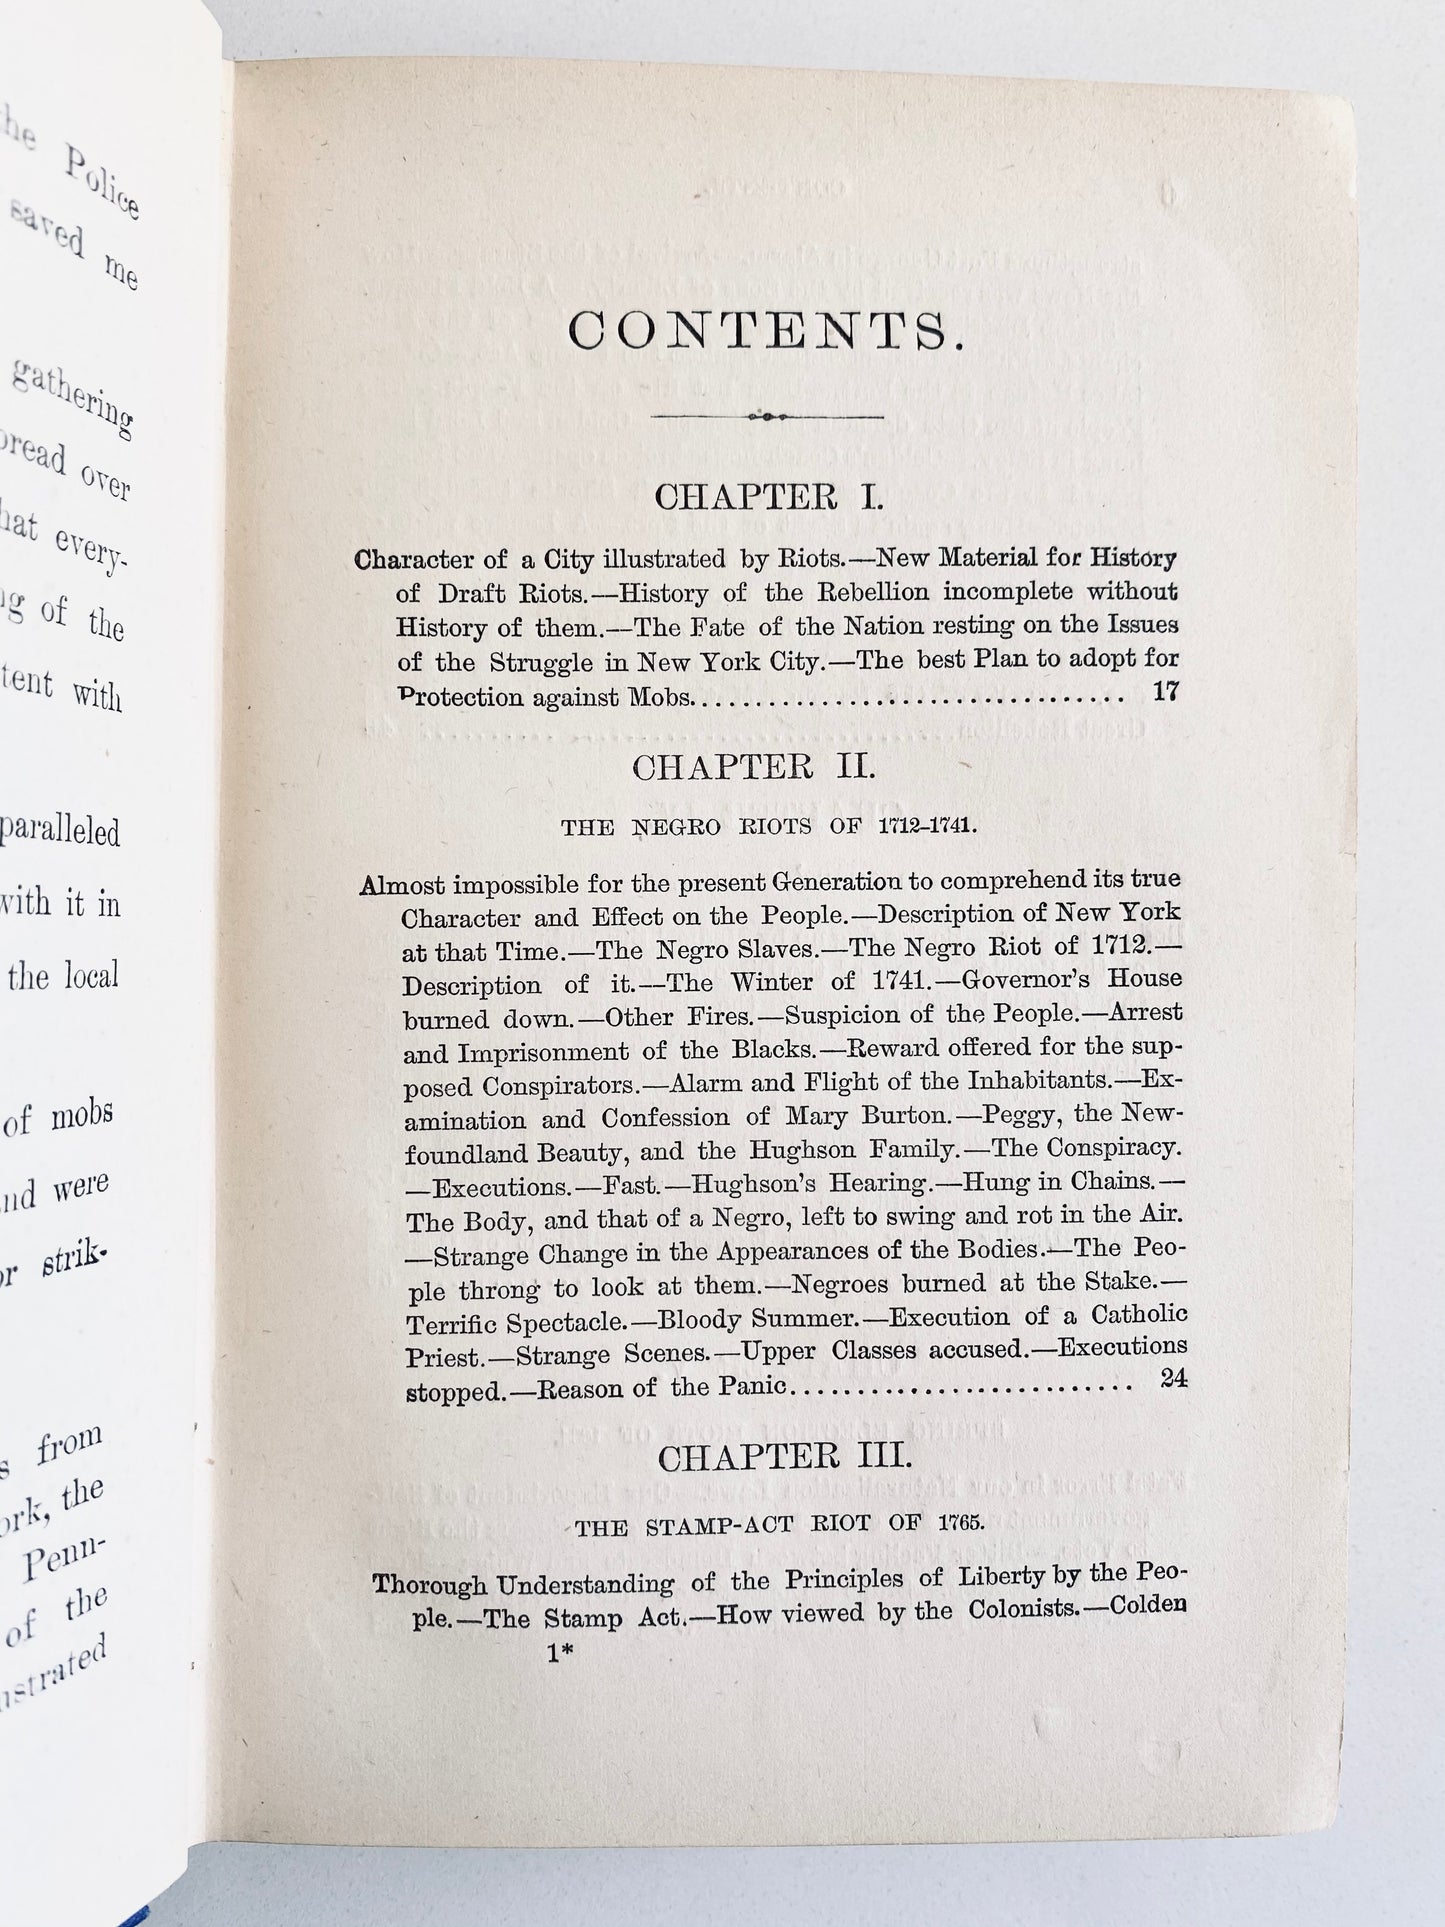 the Police
saved me
gathering
over
every-
of the
with
paralleled
with it in
the local
of mobs
were
strik-
from
the
Penn-
of the
CONTENTS.
CHAPTER I.
Character of a City illustrated by Riots.—New Material for History
of Draft Riots.—History of the Rebellion incomplete without
History of them.—The Fate of the Nation resting on the Issues
of the Struggle in New York City.—The best Plan to adopt for
Protection against Mobs.................................. 17
CHAPTER II.
THE NEGRO RIOTS OF 1712-1741.
Almost impossible for the present Generation to comprehend its true
Character and Effect on the People.—Description of New York
at that Time.—The Negro Slaves.—The Negro Riot of 1712.—
Description of it.—The Winter of 1741.—Governor's House
burned down.—Other Fires.—Suspicion of the People.—Arrest
and Imprisonment of the Blacks.—Reward offered for the sup-
posed Conspirators.—Alarm and Flight of the Inhabitants.—Ex-
amination and Confession of Mary Burton.—Peggy, the New-
foundland Beauty, and the Hughson Family.—The Conspiracy.
—Executions.—Fast.—Hughson's Hearing.—Hung in Chains.—
The Body, and that of a Negro, left to swing and rot in the Air.
—Strange Change in the Appearances of the Bodies.—The Peo-
ple throng to look at them.—Negroes burned at the Stake.—
Terrific Spectacle.—Bloody Summer.—Execution of a Catholic
Priest.—Strange Scenes.—Upper Classes accused.—Executions
stopped.—Reason of the Panic........................... 24
CHAPTER III.
THE STAMP-ACT RIOT OF 1765.
Thorough Understanding of the Principles of Liberty by the Peo-
ple.—The Stamp Act.—How viewed by the Colonists.—Colden
1*